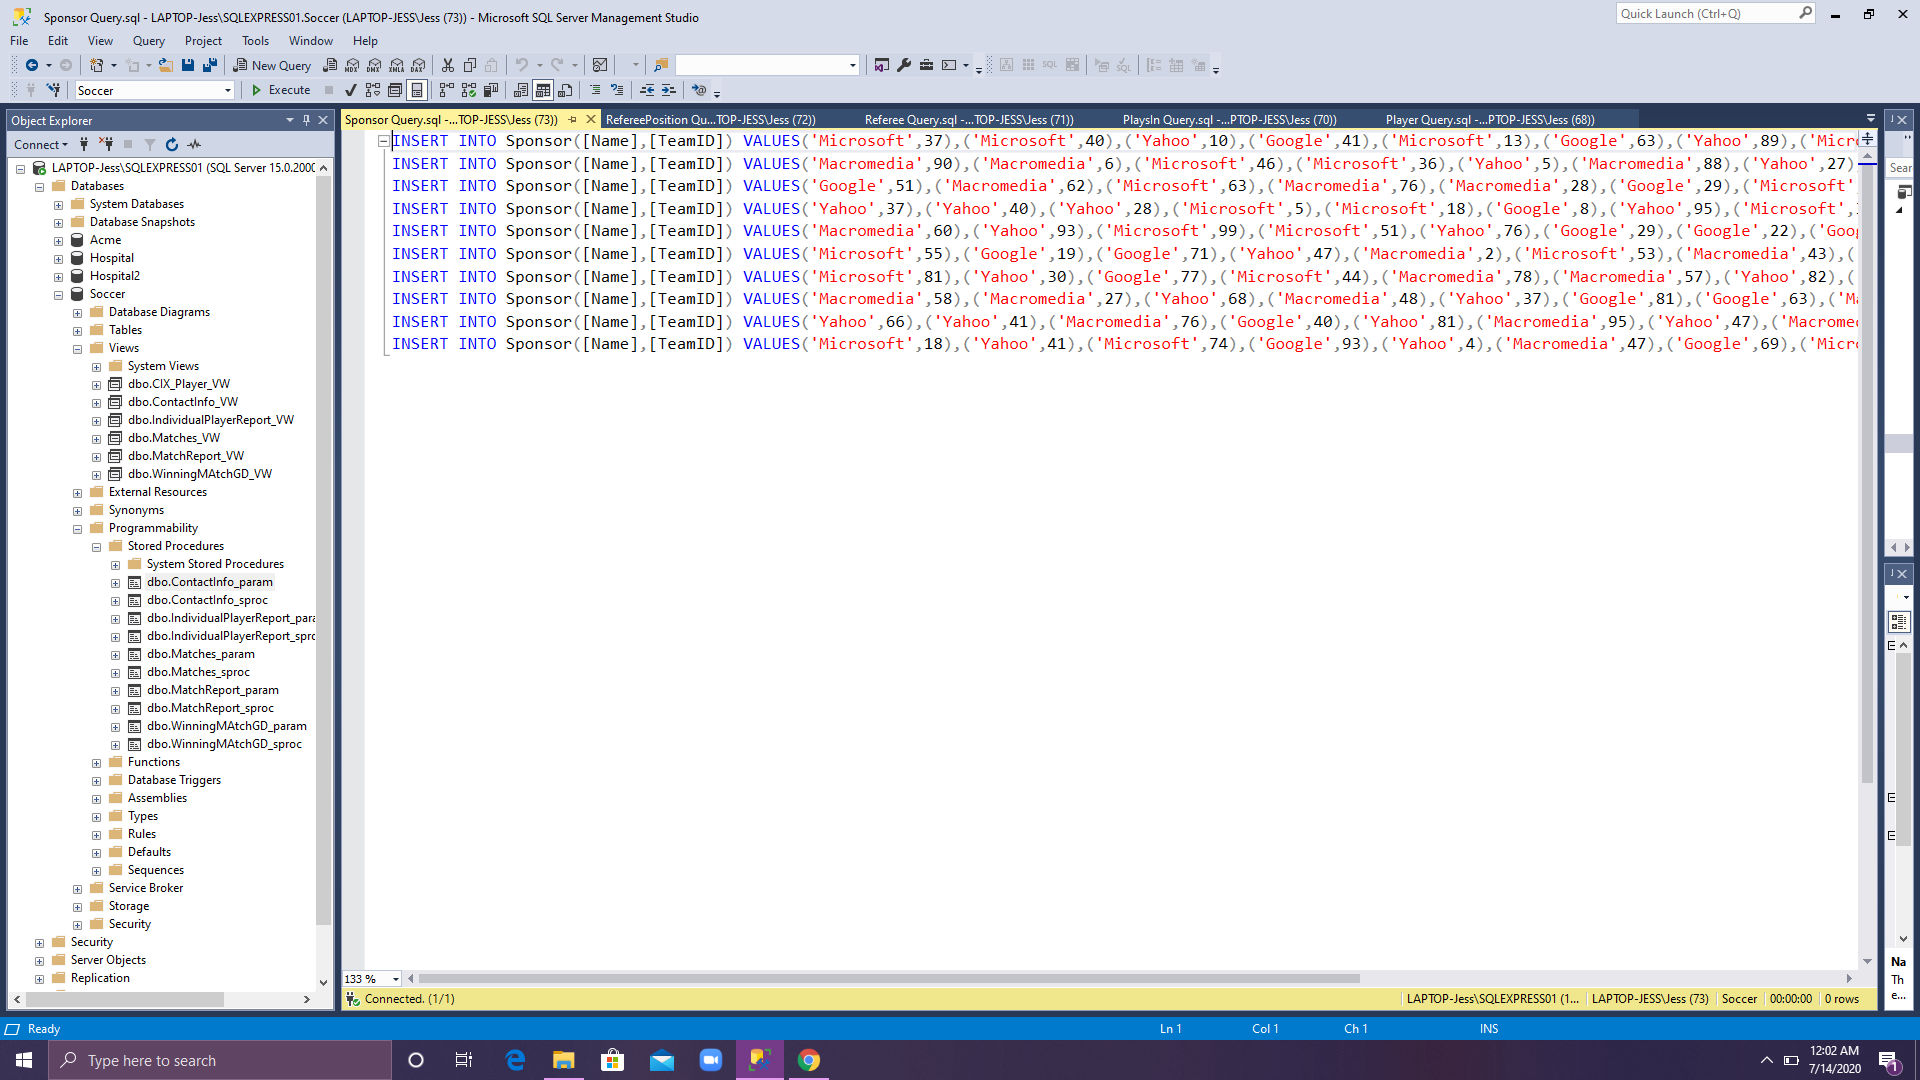 Sponsor Query.sql - LAPTOP-Jess\SQLEXPRESS01.Soccer (LAPTOP-JESS\Jess (73)) - Microsoft SQL Server Management Studio
Quick Launch (Ctrl+Q)
File Edit View Query Project Tools Window Help
New Query MDX DMX XMLA DAX
Soccer Execute
Object Explorer
Connect
LAPTOP-Jess\SQLEXPRESS01 (SQL Server 15.0.2000
Databases
System Databases
Database Snapshots
Acme
Hospital
Hospital2
Soccer
Database Diagrams
Tables
Views
System Views
dbo.CIX_Player_VW
dbo.ContactInfo_VW
dbo.IndividualPlayerReport_VW
dbo.Matches_VW
dbo.MatchReport_VW
dbo.WinningMAtchGD_VW
External Resources
Synonyms
Programmability
Stored Procedures
System Stored Procedures
dbo.ContactInfo_param
dbo.ContactInfo_sproc
dbo.IndividualPlayerReport_para
dbo.IndividualPlayerReport_spro
dbo.Matches_param
dbo.Matches_sproc
dbo.MatchReport_param
dbo.MatchReport_sproc
dbo.WinningMAtchGD_param
dbo.WinningMAtchGD_sproc
Functions
Database Triggers
Assemblies
Types
Rules
Defaults
Sequences
Service Broker
Storage
Security
Security
Server Objects
Replication
Sponsor Query.sql -...TOP-JESS\Jess (73)) RefereePosition Qu...TOP-JESS\Jess (72)) Referee Query.sql -...TOP-JESS\Jess (71)) PlaysIn Query.sql -...PTOP-JESS\Jess (70)) Player Query.sql -...PTOP-JESS\Jess (68))
INSERT INTO Sponsor([Name],[TeamID]) VALUES('Microsoft',37),('Microsoft',40),('Yahoo',10),('Google',41),('Microsoft',13),('Google',63),('Yahoo',89),('Micro
INSERT INTO Sponsor([Name],[TeamID]) VALUES('Macromedia',90),('Macromedia',6),('Microsoft',46),('Microsoft',36),('Yahoo',5),('Macromedia',88),('Yahoo',27)
INSERT INTO Sponsor([Name],[TeamID]) VALUES('Google',51),('Macromedia',62),('Microsoft',63),('Macromedia',76),('Macromedia',28),('Google',29),('Microsoft'
INSERT INTO Sponsor([Name],[TeamID]) VALUES('Yahoo',37),('Yahoo',40),('Yahoo',28),('Microsoft',5),('Microsoft',18),('Google',8),('Yahoo',95),('Microsoft',
INSERT INTO Sponsor([Name],[TeamID]) VALUES('Macromedia',60),('Yahoo',93),('Microsoft',99),('Microsoft',51),('Yahoo',76),('Google',29),('Google',22),('Goog
INSERT INTO Sponsor([Name],[TeamID]) VALUES('Microsoft',55),('Google',19),('Google',71),('Yahoo',47),('Macromedia',2),('Microsoft',53),('Macromedia',43),(
INSERT INTO Sponsor([Name],[TeamID]) VALUES('Microsoft',81),('Yahoo',30),('Google',77),('Microsoft',44),('Macromedia',78),('Macromedia',57),('Yahoo',82),(
INSERT INTO Sponsor([Name],[TeamID]) VALUES('Macromedia',58),('Macromedia',27),('Yahoo',68),('Macromedia',48),('Yahoo',37),('Google',81),('Google',63),('Ma
INSERT INTO Sponsor([Name],[TeamID]) VALUES('Yahoo',66),('Yahoo',41),('Macromedia',76),('Google',40),('Yahoo',81),('Macromedia',95),('Yahoo',47),('Macromed
INSERT INTO Sponsor([Name],[TeamID]) VALUES('Microsoft',18),('Yahoo',41),('Microsoft',74),('Google',93),('Yahoo',4),('Macromedia',47),('Google',69),('Micro
Sear
Na
Th
e...
133 %
Connected. (1/1) LAPTOP-Jess\SQLEXPRESS01 (1... LAPTOP-JESS\Jess (73) Soccer 00:00:00 0 rows
Ready Ln 1 Col 1 Ch 1 INS
Type here to search
12:02 AM
7/14/2020
1